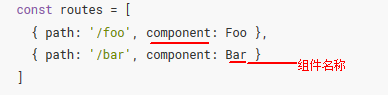 const routes = [
{ path: '/foo', component: Foo },
{ path: '/bar', component: Bar }
组件名称
]